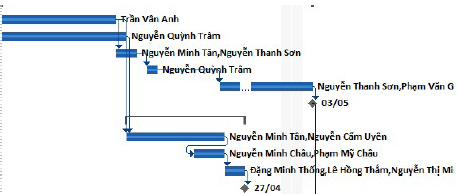 Trần Vân Anh
Nguyễn Quỳnh Trâm
Nguyễn Minh Tân,Nguyễn Thanh Sơn
Nguyễn Quỳnh Trâm
Nguyễn Thanh Sơn,Phạm Văn G
03/05
Nguyễn Minh Tân,Nguyễn Cẩm Uyên
Nguyễn Minh Châu,Phạm Mỹ Châu
Đặng Minh Thống,Lê Hồng Thắm,Nguyễn Thị Mi
27/04